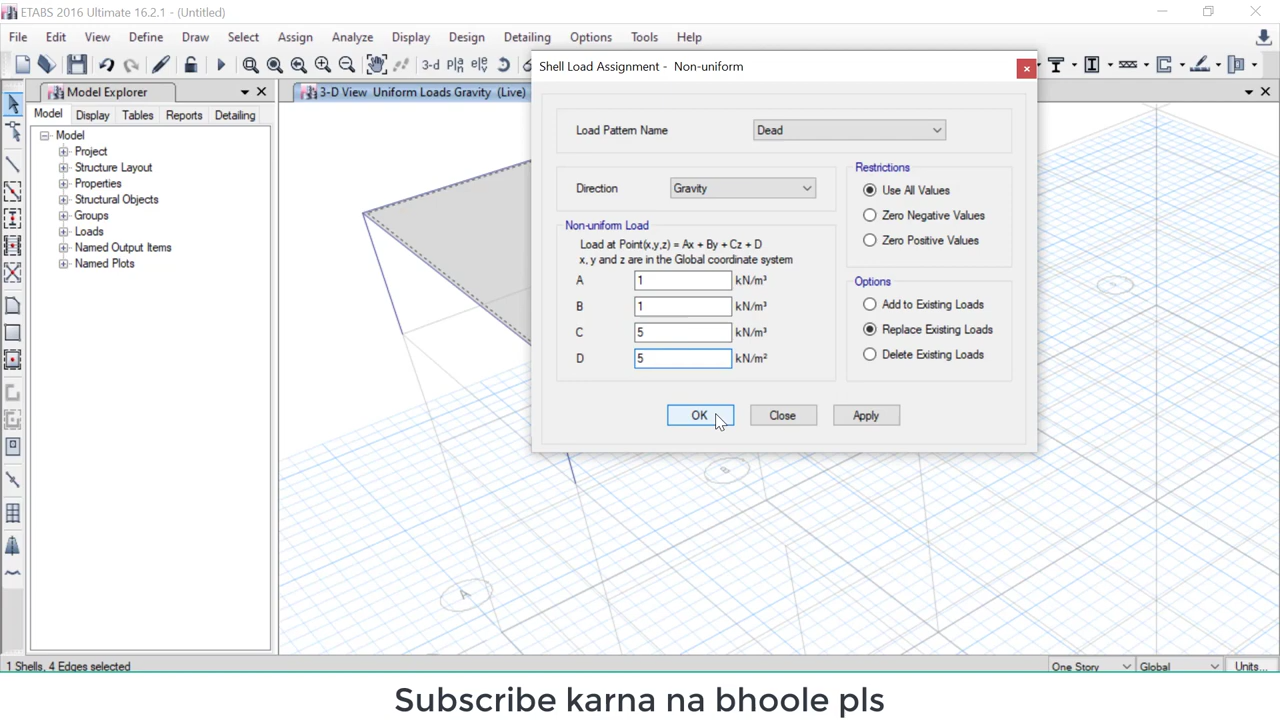 ETABS 2016 Ultimate 16.2.1 - (Untitled)
File Edit View Define Draw Select Assign Analyze Display Design Detailing Options Tools Help
3-d
Model Explorer
3-D View Uniform Loads Gravity (Live)
Model Display Tables Reports Detailing
Model
Project
Structure Layout
Properties
Structural Objects
Groups
Loads
Named Output Items
Named Plots
Shell Load Assignment - Non-uniform
Load Pattern Name Dead
Direction Gravity
Non-uniform Load
Load at Point(x,y,z) = Ax + By + Cz + D
x, y and z are in the Global coordinate system
A 1 kN/m³
B 1 kN/m³
C 5 kN/m³
D 5 kN/m²
Restrictions
Use All Values
Zero Negative Values
Zero Positive Values
Options
Add to Existing Loads
Replace Existing Loads
Delete Existing Loads
OK Close Apply
B
A
1 Shells, 4 Edges selected
One Story Global Units...
Subscribe karna na bhoole pls